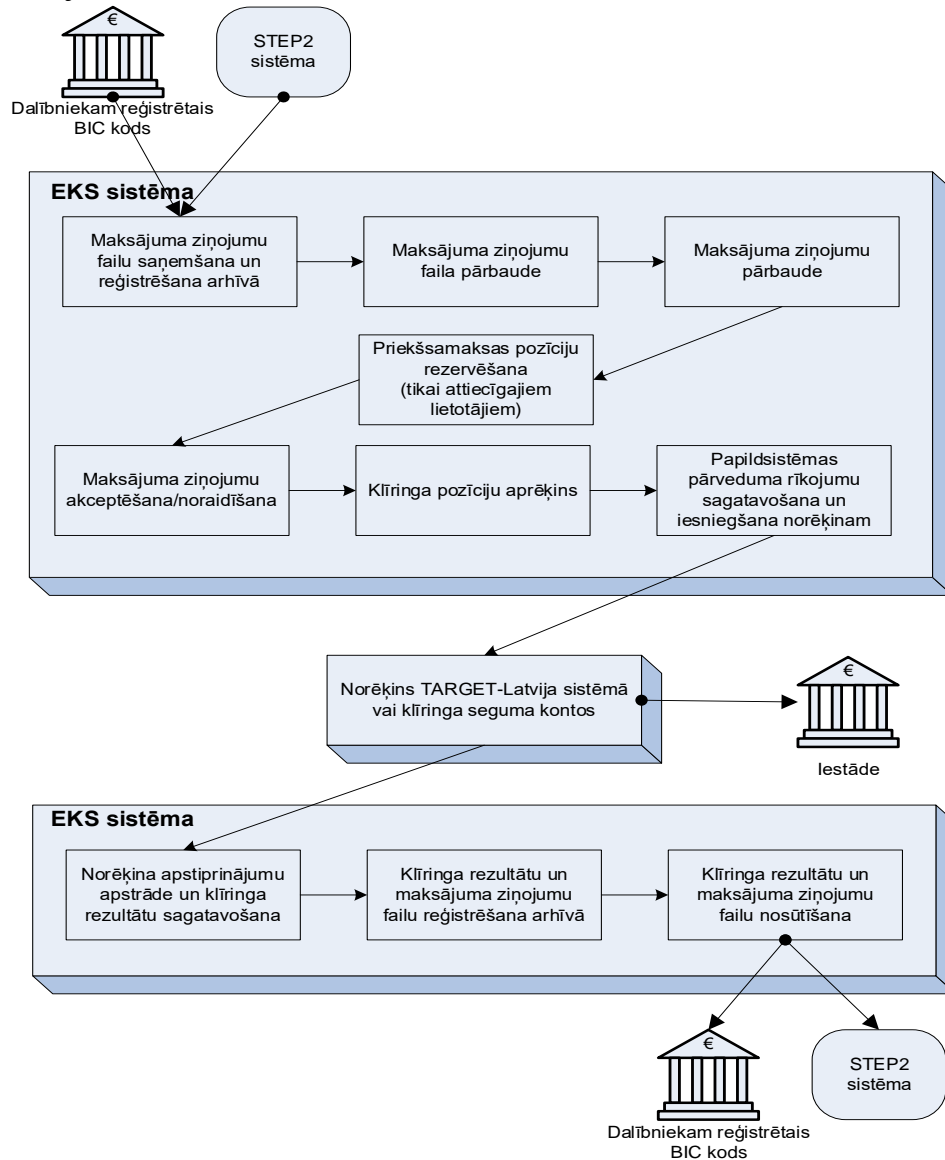 €
STEP2
sistēma
Dalībniekam reģistrētais
BIC kods
EKS sistēma
Maksājuma ziņojumu
failu saņemšana un
reģistrēšana arhīvā
Maksājuma ziņojumu
faila pārbaude
Maksājuma ziņojumu
pārbaude
Priekšsamaksas pozīciju
rezervēšana
(tikai attiecīgajiem
lietotājiem)
Maksājuma ziņojumu
akceptēšana/noraidīšana
Klīringa pozīciju aprēķins
Papildsistēmas
pārveduma rīkojumu
sagatavošana un
iesniegšana norēķinam
Norēķins TARGET-Latvija sistēmā
vai klīringa seguma kontos
€
Iestāde
EKS sistēma
Norēķina apstiprinājumu
apstrāde un klīringa
rezultātu sagatavošana
Klīringa rezultātu un
maksājuma ziņojumu
failu reģistrēšana arhīvā
Klīringa rezultātu un
maksājuma ziņojumu
failu nosūtīšana
€
Dalībniekam reģistrētais
BIC kods
STEP2
sistēma